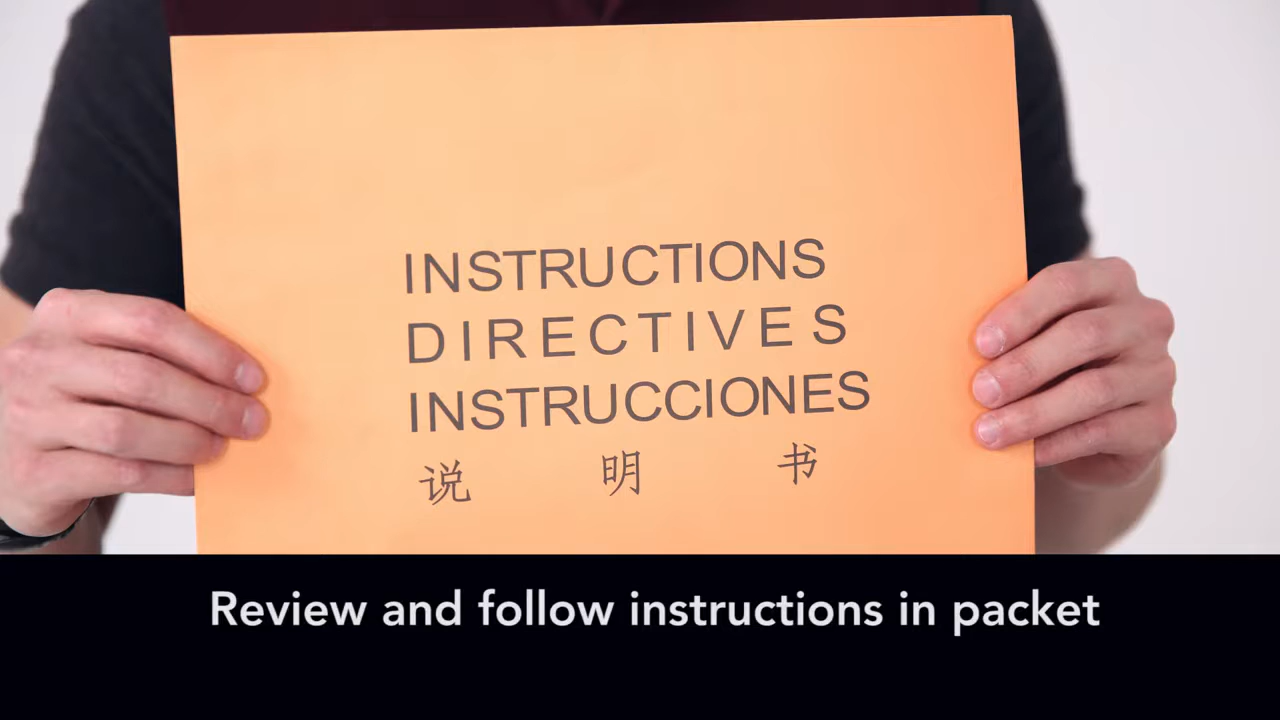 INSTRUCTIONS
DIRECTIVES
INSTRUCCIONES
说 明 书
Review and follow instructions in packet